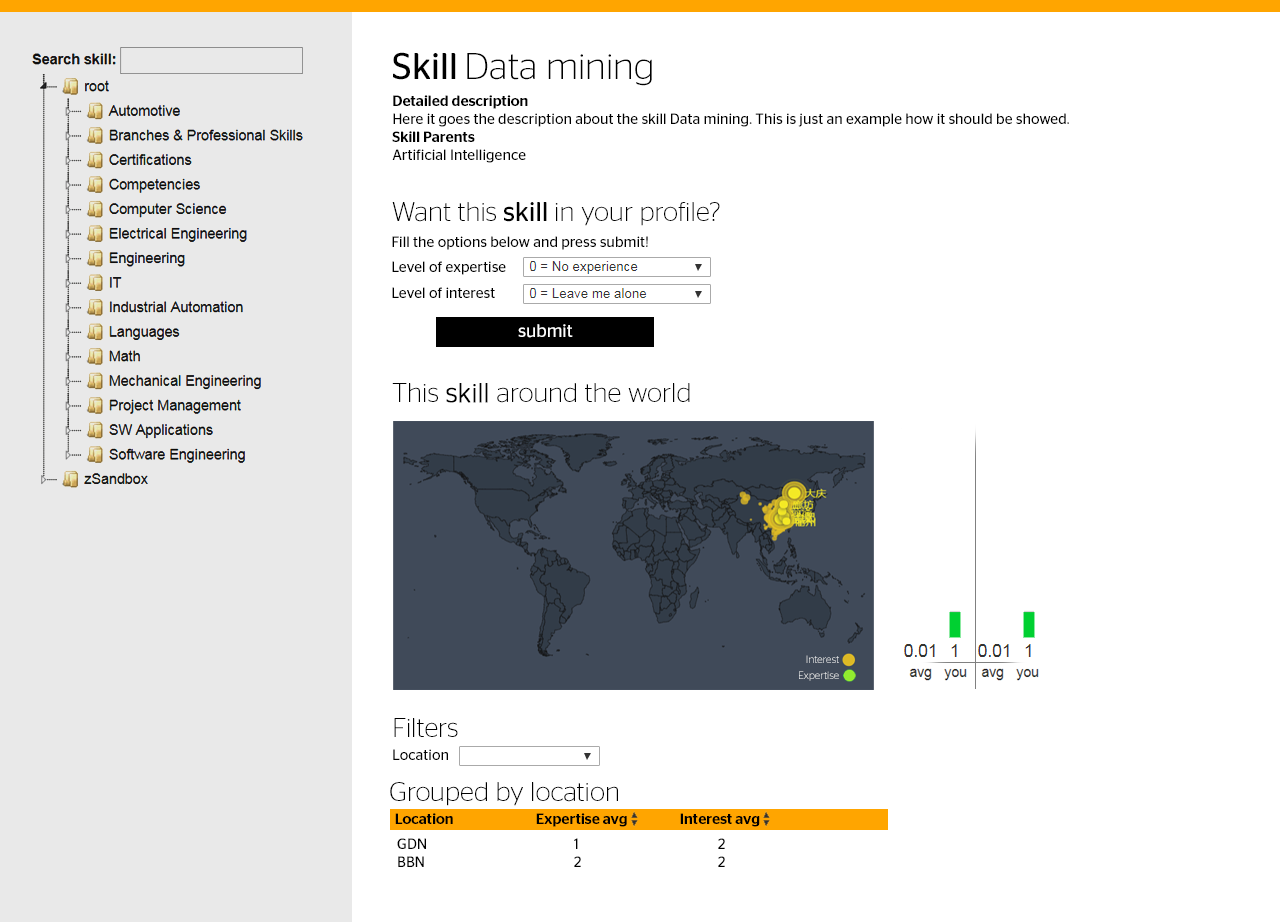 Search skill:
root
Automotive
Branches & Professional Skills
Certifications
Competencies
Computer Science
Electrical Engineering
Engineering
IT
Industrial Automation
Languages
Math
Mechanical Engineering
Project Management
SW Applications
Software Engineering
zSandbox
Skill Data mining
Detailed description
Here it goes the description about the skill Data mining. This is just an example how it should be showed.
Skill Parents
Artificial Intelligence
Want this skill in your profile?
Fill the options below and press submit!
Level of expertise 0 = No experience
Level of interest 0 = Leave me alone
submit
This skill around the world
大庆
Interest
Expertise
0.01 1 0.01 1
avg you avg you
Filters
Location
Grouped by location
Location Expertise avg Interest avg
GDN 1 2
BBN 2 2